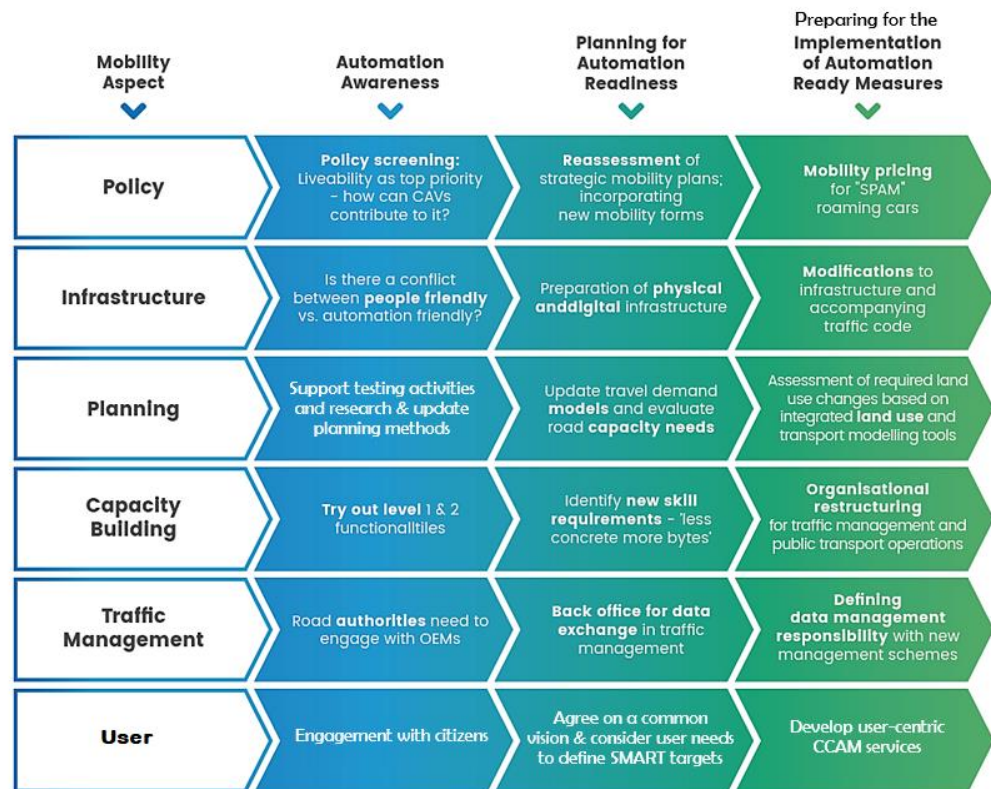 Mobility
Aspect
Automation
Awareness
Planning for
Automation
Readiness
Preparing for the
Implementation
of Automation
Ready Measures
Policy
Policy screening:
Liveability as top priority
- how can CAVs
contribute to it?
Reassessment of
strategic mobility plans;
incorporating
new mobility forms
Mobility pricing
for "SPAM"
roaming cars
Infrastructure
Is there a conflict
between people friendly
vs. automation friendly?
Preparation of physical
anddigital infrastructure
Modifications to
infrastructure and
accompanying
traffic code
Planning
Support testing activities
and research & update
planning methods
Update travel demand
models and evaluate
road capacity needs
Assessment of required land
use changes based on
integrated land use and
transport modelling tools
Capacity
Building
Try out level 1 & 2
functionalltiles
Identify new skill
requirements - 'less
concrete more bytes'
Organisational
restructuring
for traffic management and
public transport operations
Traffic
Management
Road authorities need to
engage with OEMs
Back office for data
exchange in traffic
management
Defining
data management
responsibility with new
management schemes
User
Engagement with citizens
Agree on a common
vision & consider user needs
to define SMART targets
Develop user-centric
CCAM services